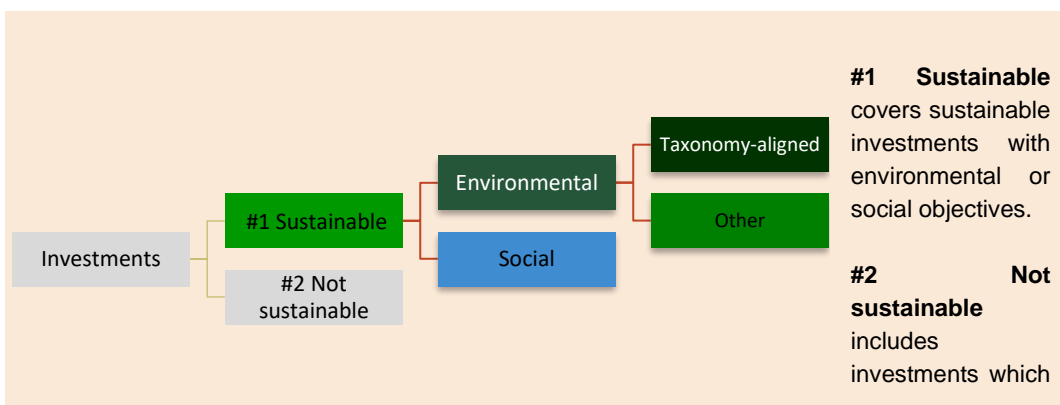 Investments
#1 Sustainable
#2 Not
sustainable
Environmental
Social
Taxonomy-aligned
Other
#1 Sustainable
covers sustainable
investments with
environmental or
social objectives.
#2 Not
sustainable
includes
investments which